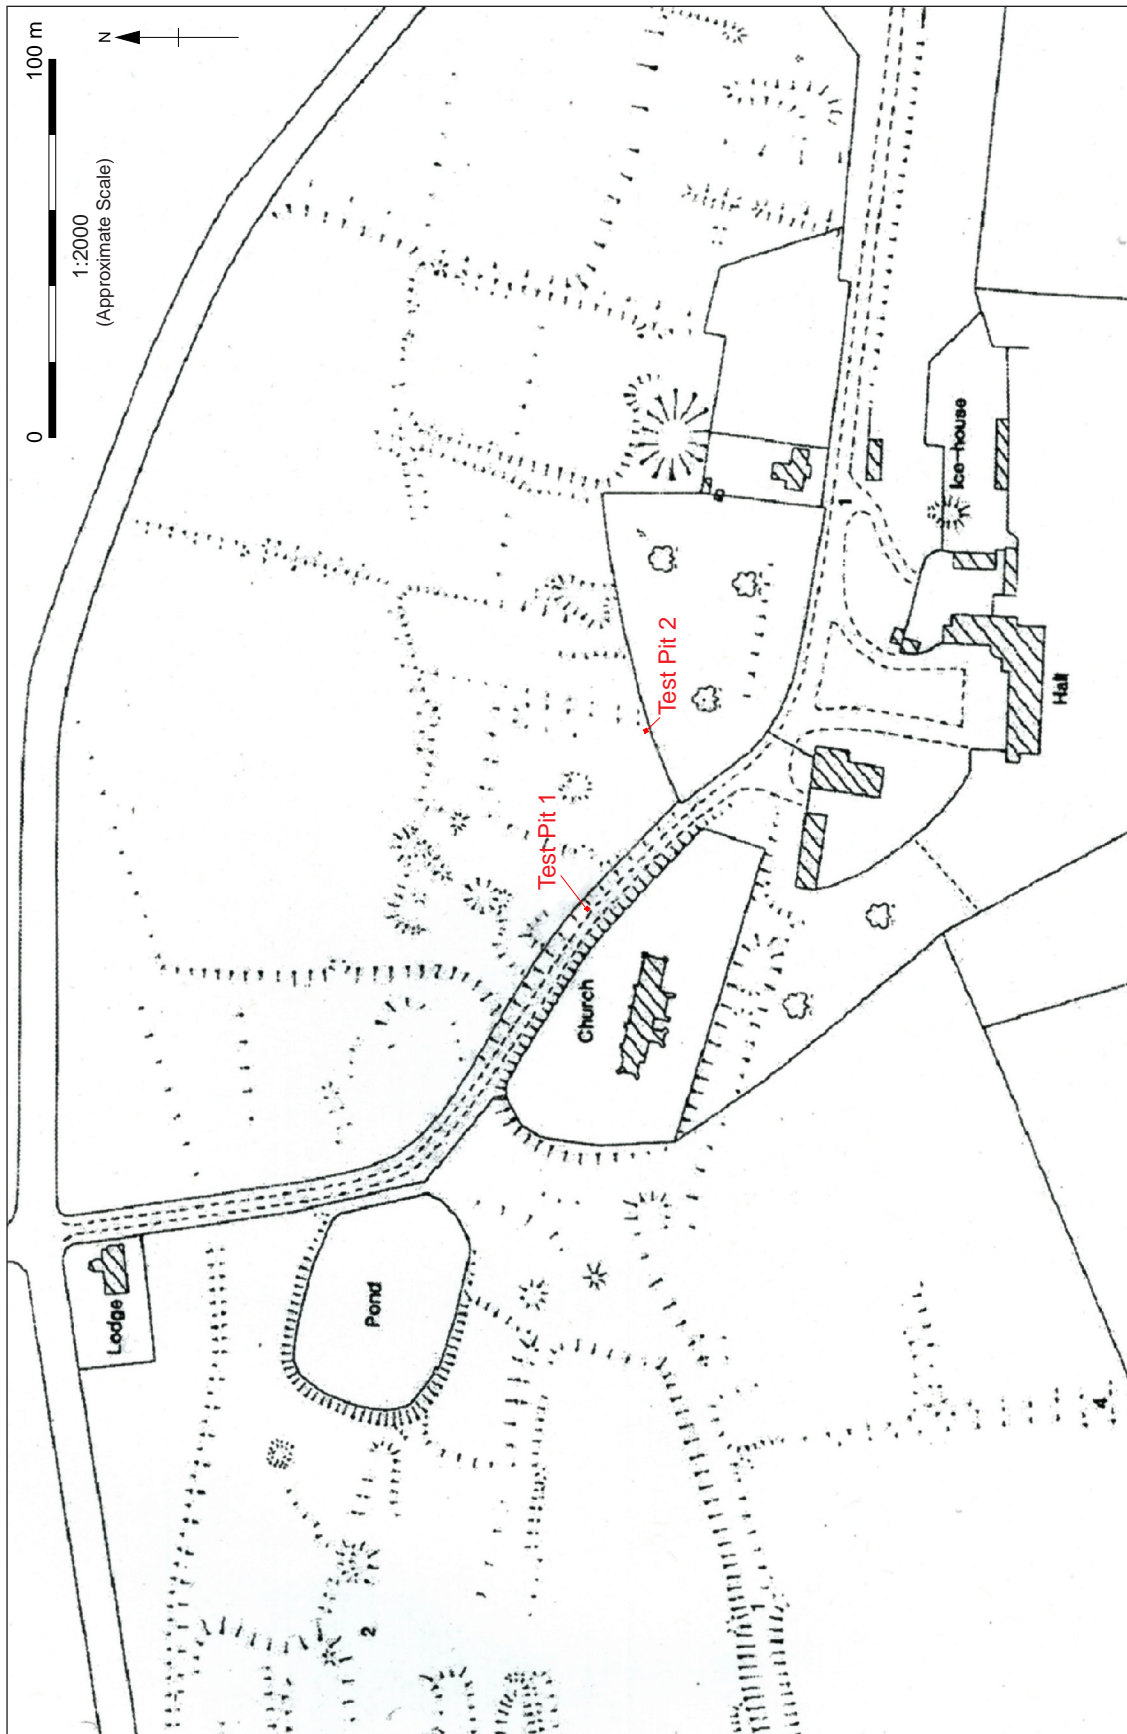 0 100 m
N
1:2000
(Approximate Scale)
Lodge
2
Pond
Test Pit 1
Church
Test Pit 2
1
Ice-house
Hall
4